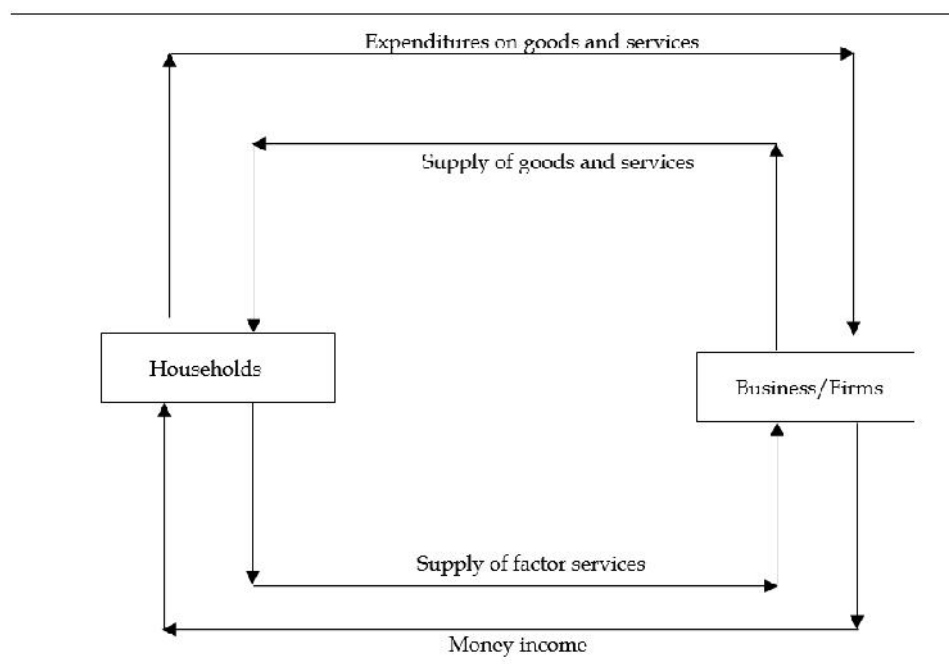 Expenditures on goods and services
Supply of goods and services
Households
Business/Firms
Supply of factor services
Money income